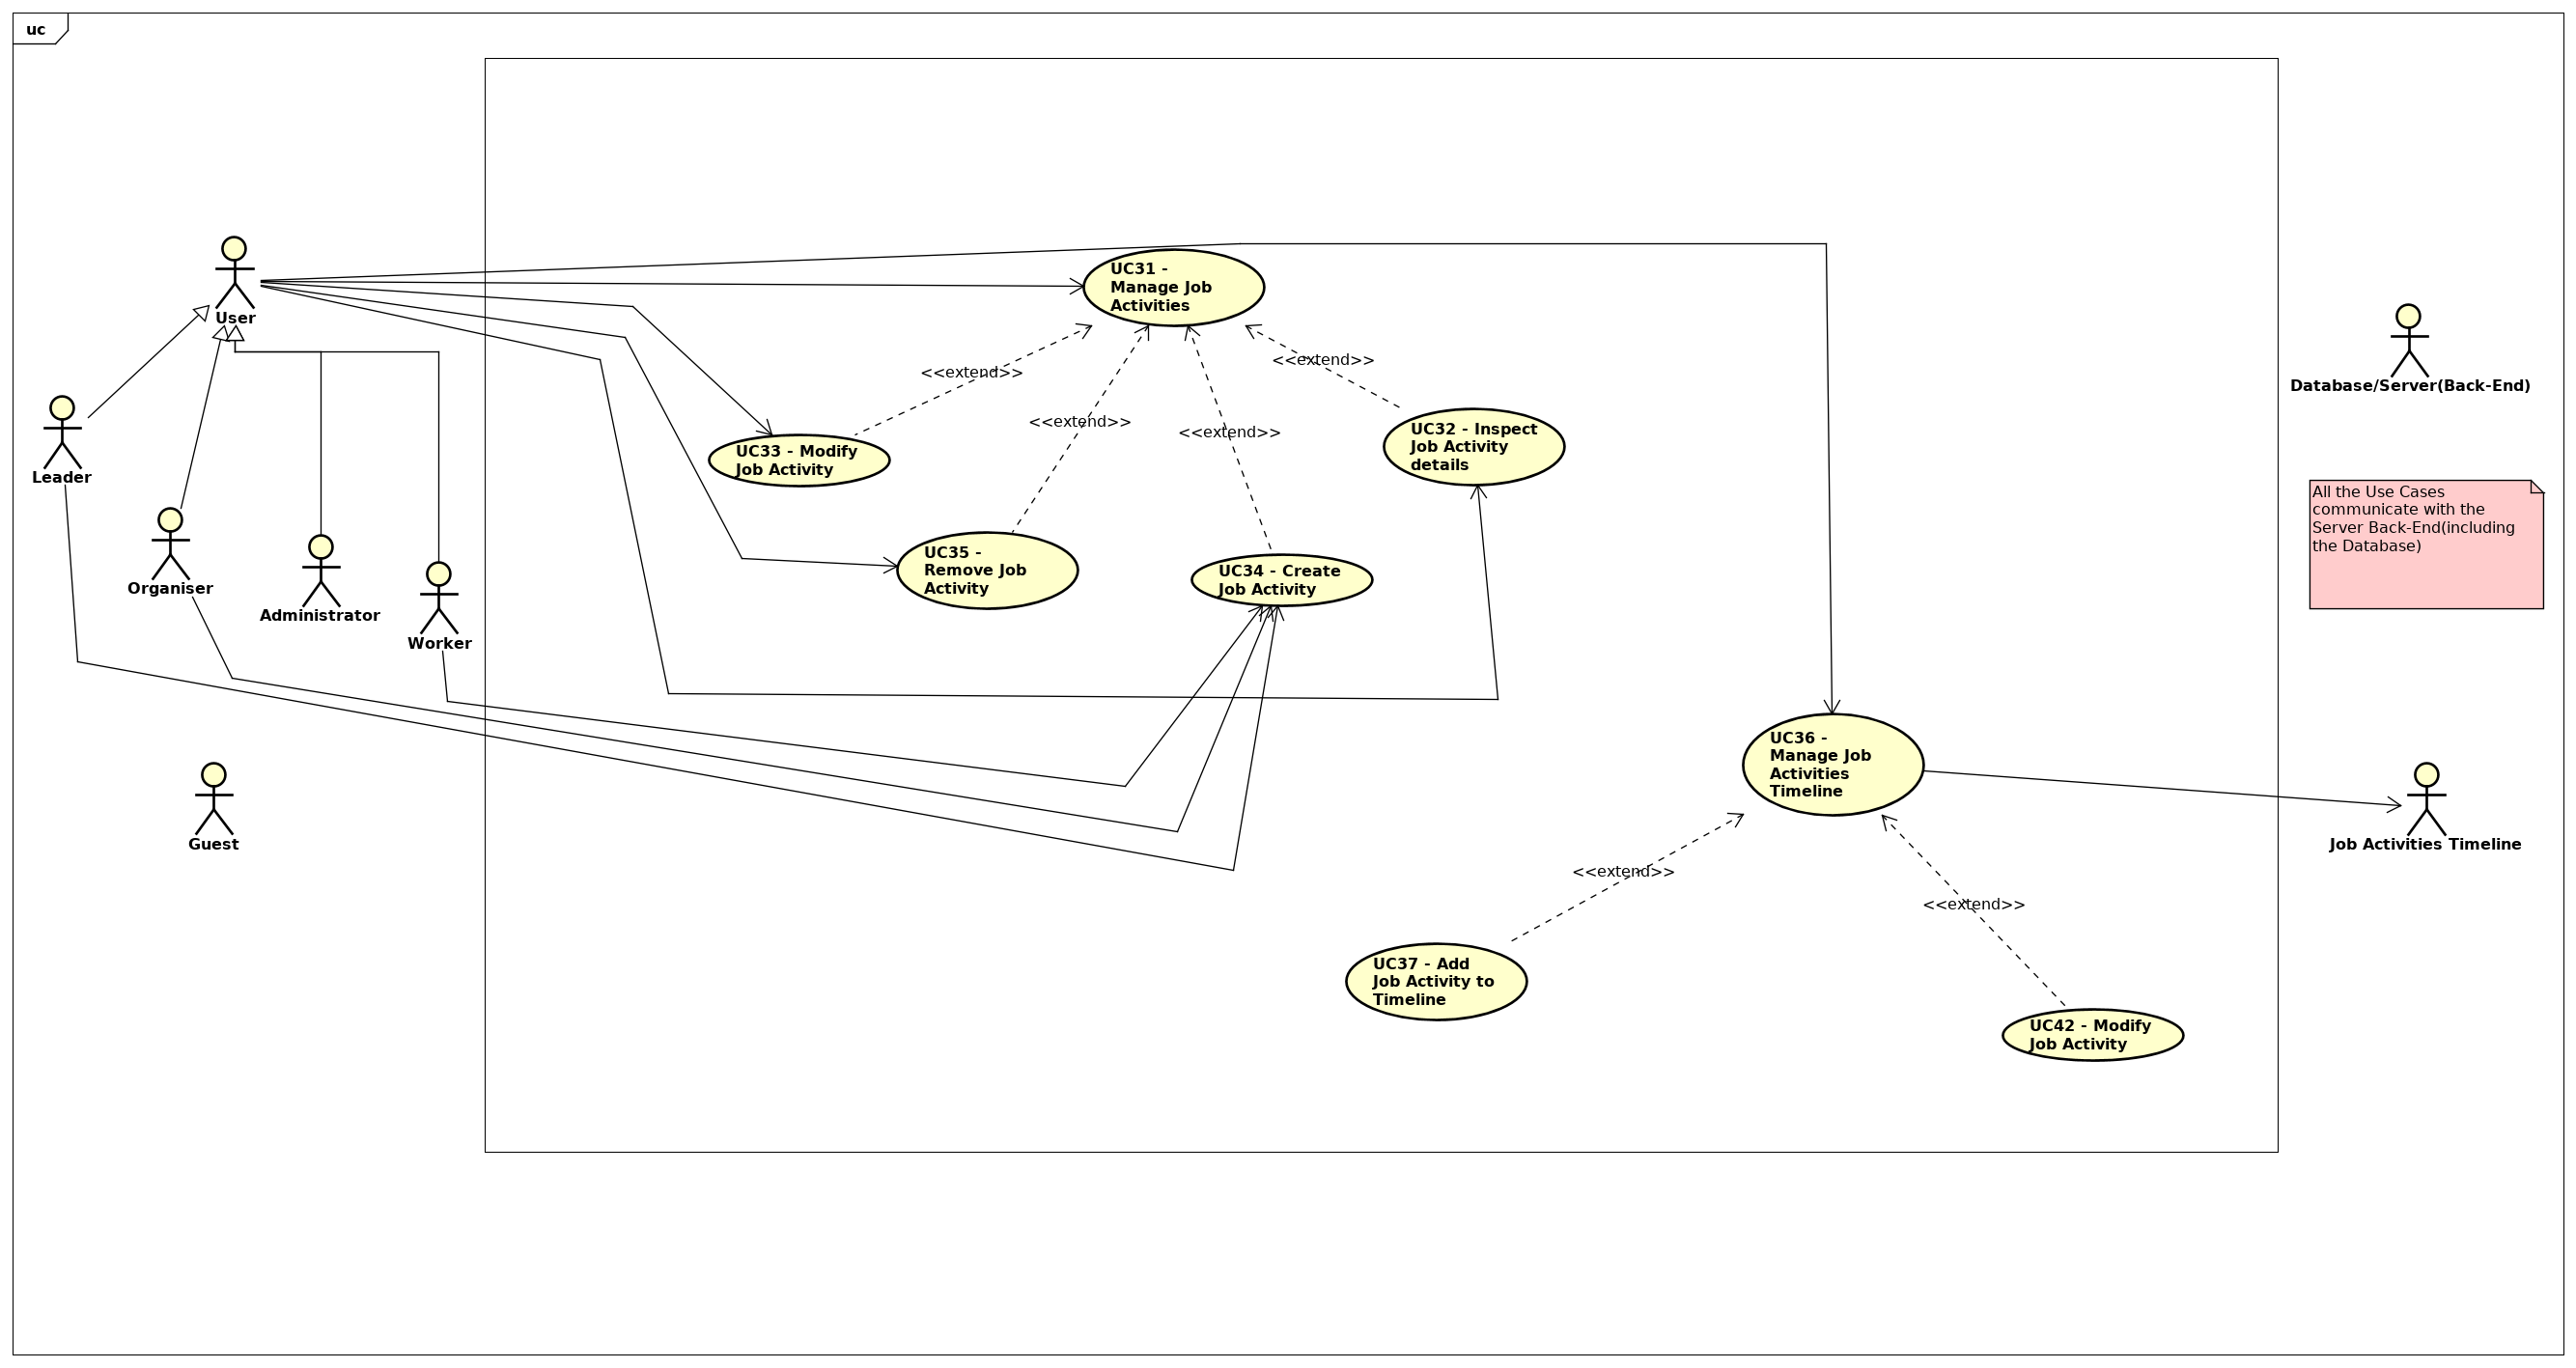 uc
User
Leader
Organiser
Administrator
Worker
Guest
UC31 -
Manage Job
Activities
<<extend>>
<<extend>>
<<extend>>
<<extend>>
UC33 - Modify
Job Activity
UC32 - Inspect
Job Activity
details
UC35 -
Remove Job
Activity
UC34 - Create
Job Activity
UC36 -
Manage Job
Activities
Timeline
<<extend>>
<<extend>>
UC37 - Add
Job Activity to
Timeline
UC42 - Modify
Job Activity
Database/Server(Back-End)
All the Use Cases
communicate with the
Server Back-End(including
the Database)
Job Activities Timeline